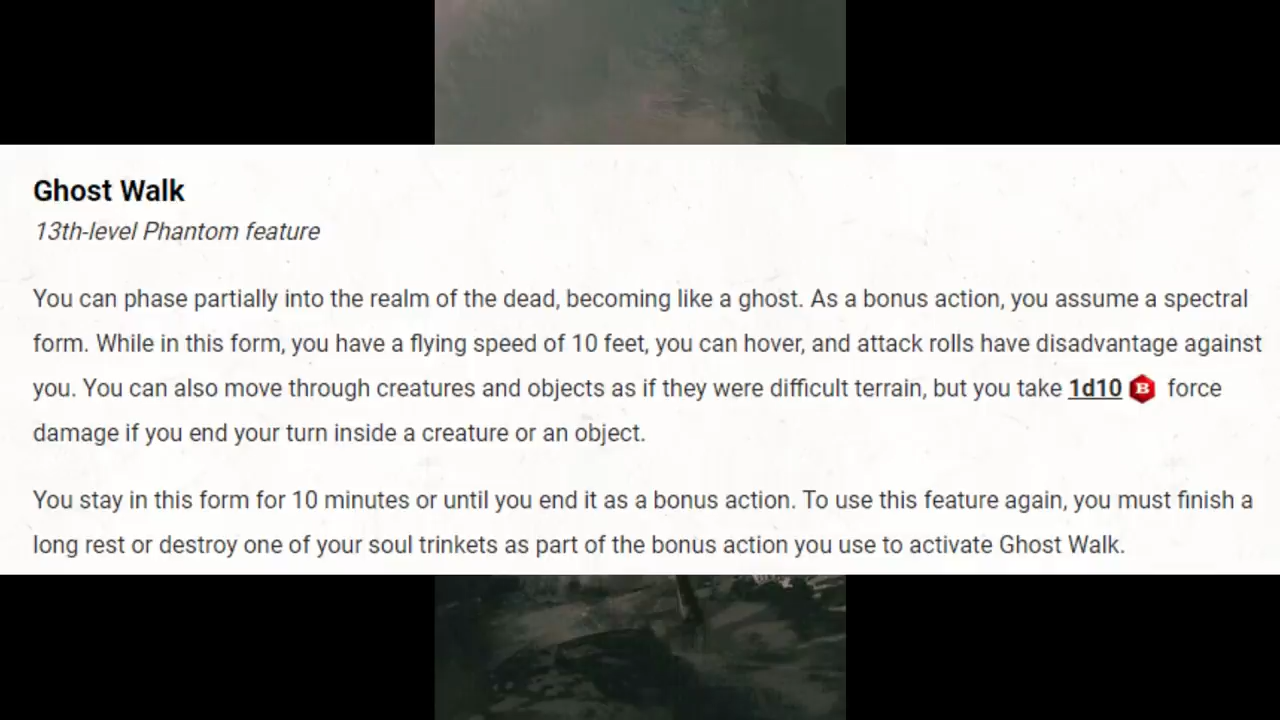 Ghost Walk
13th-level Phantom feature
You can phase partially into the realm of the dead, becoming like a ghost. As a bonus action, you assume a spectral
form. While in this form, you have a flying speed of 10 feet, you can hover, and attack rolls have disadvantage against
you. You can also move through creatures and objects as if they were difficult terrain, but you take 1d10 B force
damage if you end your turn inside a creature or an object.
You stay in this form for 10 minutes or until you end it as a bonus action. To use this feature again, you must finish a
long rest or destroy one of your soul trinkets as part of the bonus action you use to activate Ghost Walk.